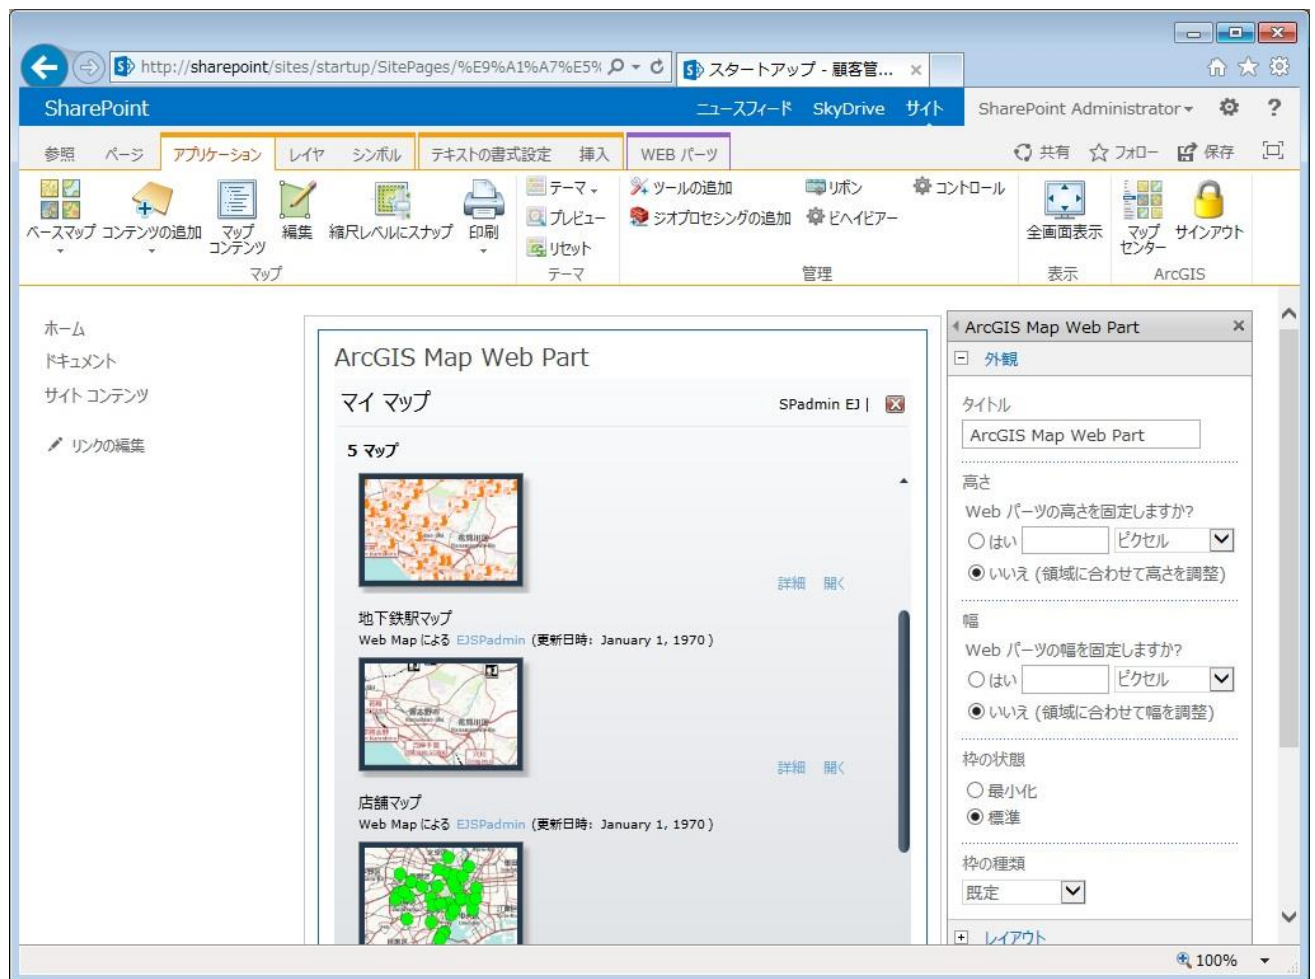 http://sharepoint/sites/startup/SitePages/%E9%A1%A7%E5%
スタートアップ - 顧客管...
SharePoint
ニュースフィード SkyDrive サイト
SharePoint Administrator
?
参照 ページ アプリケーション レイヤ シンボル テキストの書式設定 挿入 WEB パーツ
共有 フォロー 保存
ベースマップ
コンテンツの追加
マップ
コンテンツ
編集
縮尺レベルにスナップ
印刷
マップ
テーマ
プレビュー
リセット
テーマ
ツールの追加 リボン コントロール
ジオプロセシングの追加 ビヘイビアー
管理
全画面表示
表示
マップ
センター
サインアウト
ArcGIS
ホーム
ドキュメント
サイト コンテンツ
リンクの編集
ArcGIS Map Web Part
マイ マップ
SPadmin EJ |
5 マップ
詳細 開く
地下鉄駅マップ
Web Map による EJSPadmin (更新日時: January 1, 1970 )
詳細 開く
店舗マップ
Web Map による EJSPadmin (更新日時: January 1, 1970 )
ArcGIS Map Web Part
外観
タイトル
ArcGIS Map Web Part
高さ
Web パーツの高さを固定しますか?
はい ピクセル
いいえ (領域に合わせて高さを調整)
幅
Web パーツの幅を固定しますか?
はい ピクセル
いいえ (領域に合わせて幅を調整)
枠の状態
最小化
標準
枠の種類
既定
レイアウト
100%